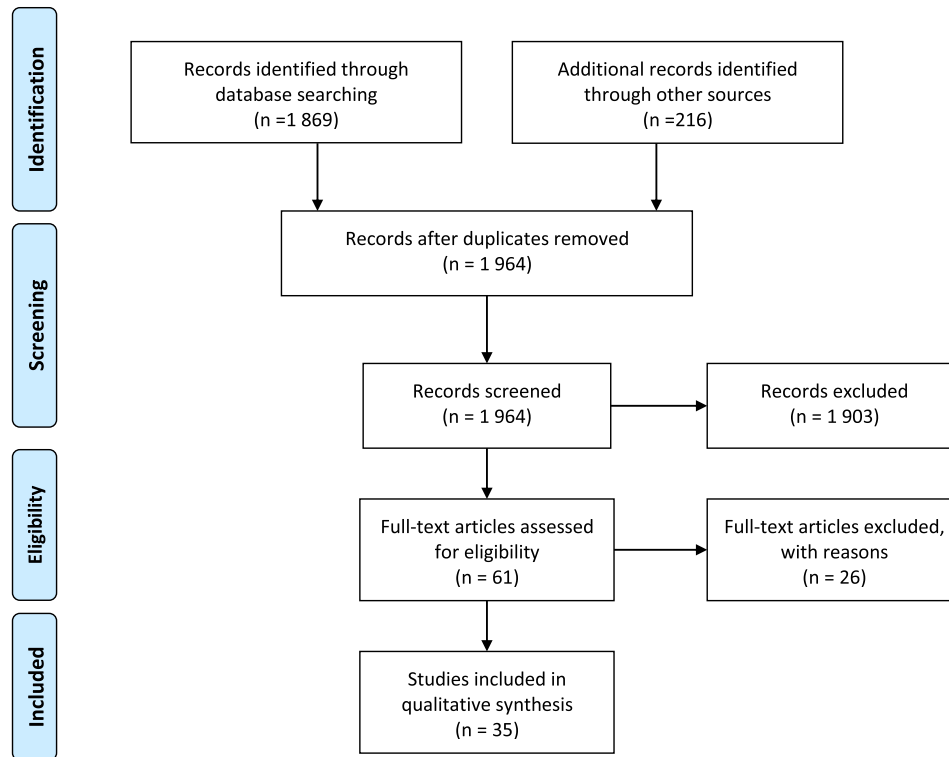 Identification
Records identified through
database searching
(n =1 869)
Additional records identified
through other sources
(n =216)
Screening
Records after duplicates removed
(n = 1 964)
Records screened
(n = 1 964)
Records excluded
(n = 1 903)
Eligibility
Full-text articles assessed
for eligibility
(n = 61)
Full-text articles excluded,
with reasons
(n = 26)
Included
Studies included in
qualitative synthesis
(n = 35)